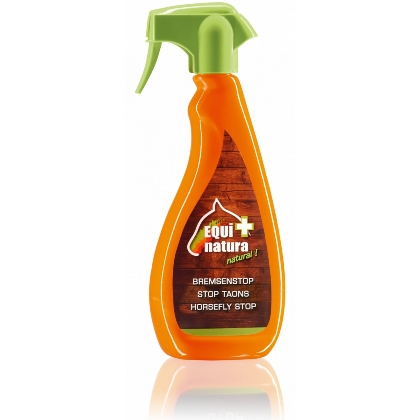 EQUi
natura
natural !
BREMSENSTOP
STOP TAONS
HORSEFLY STOP